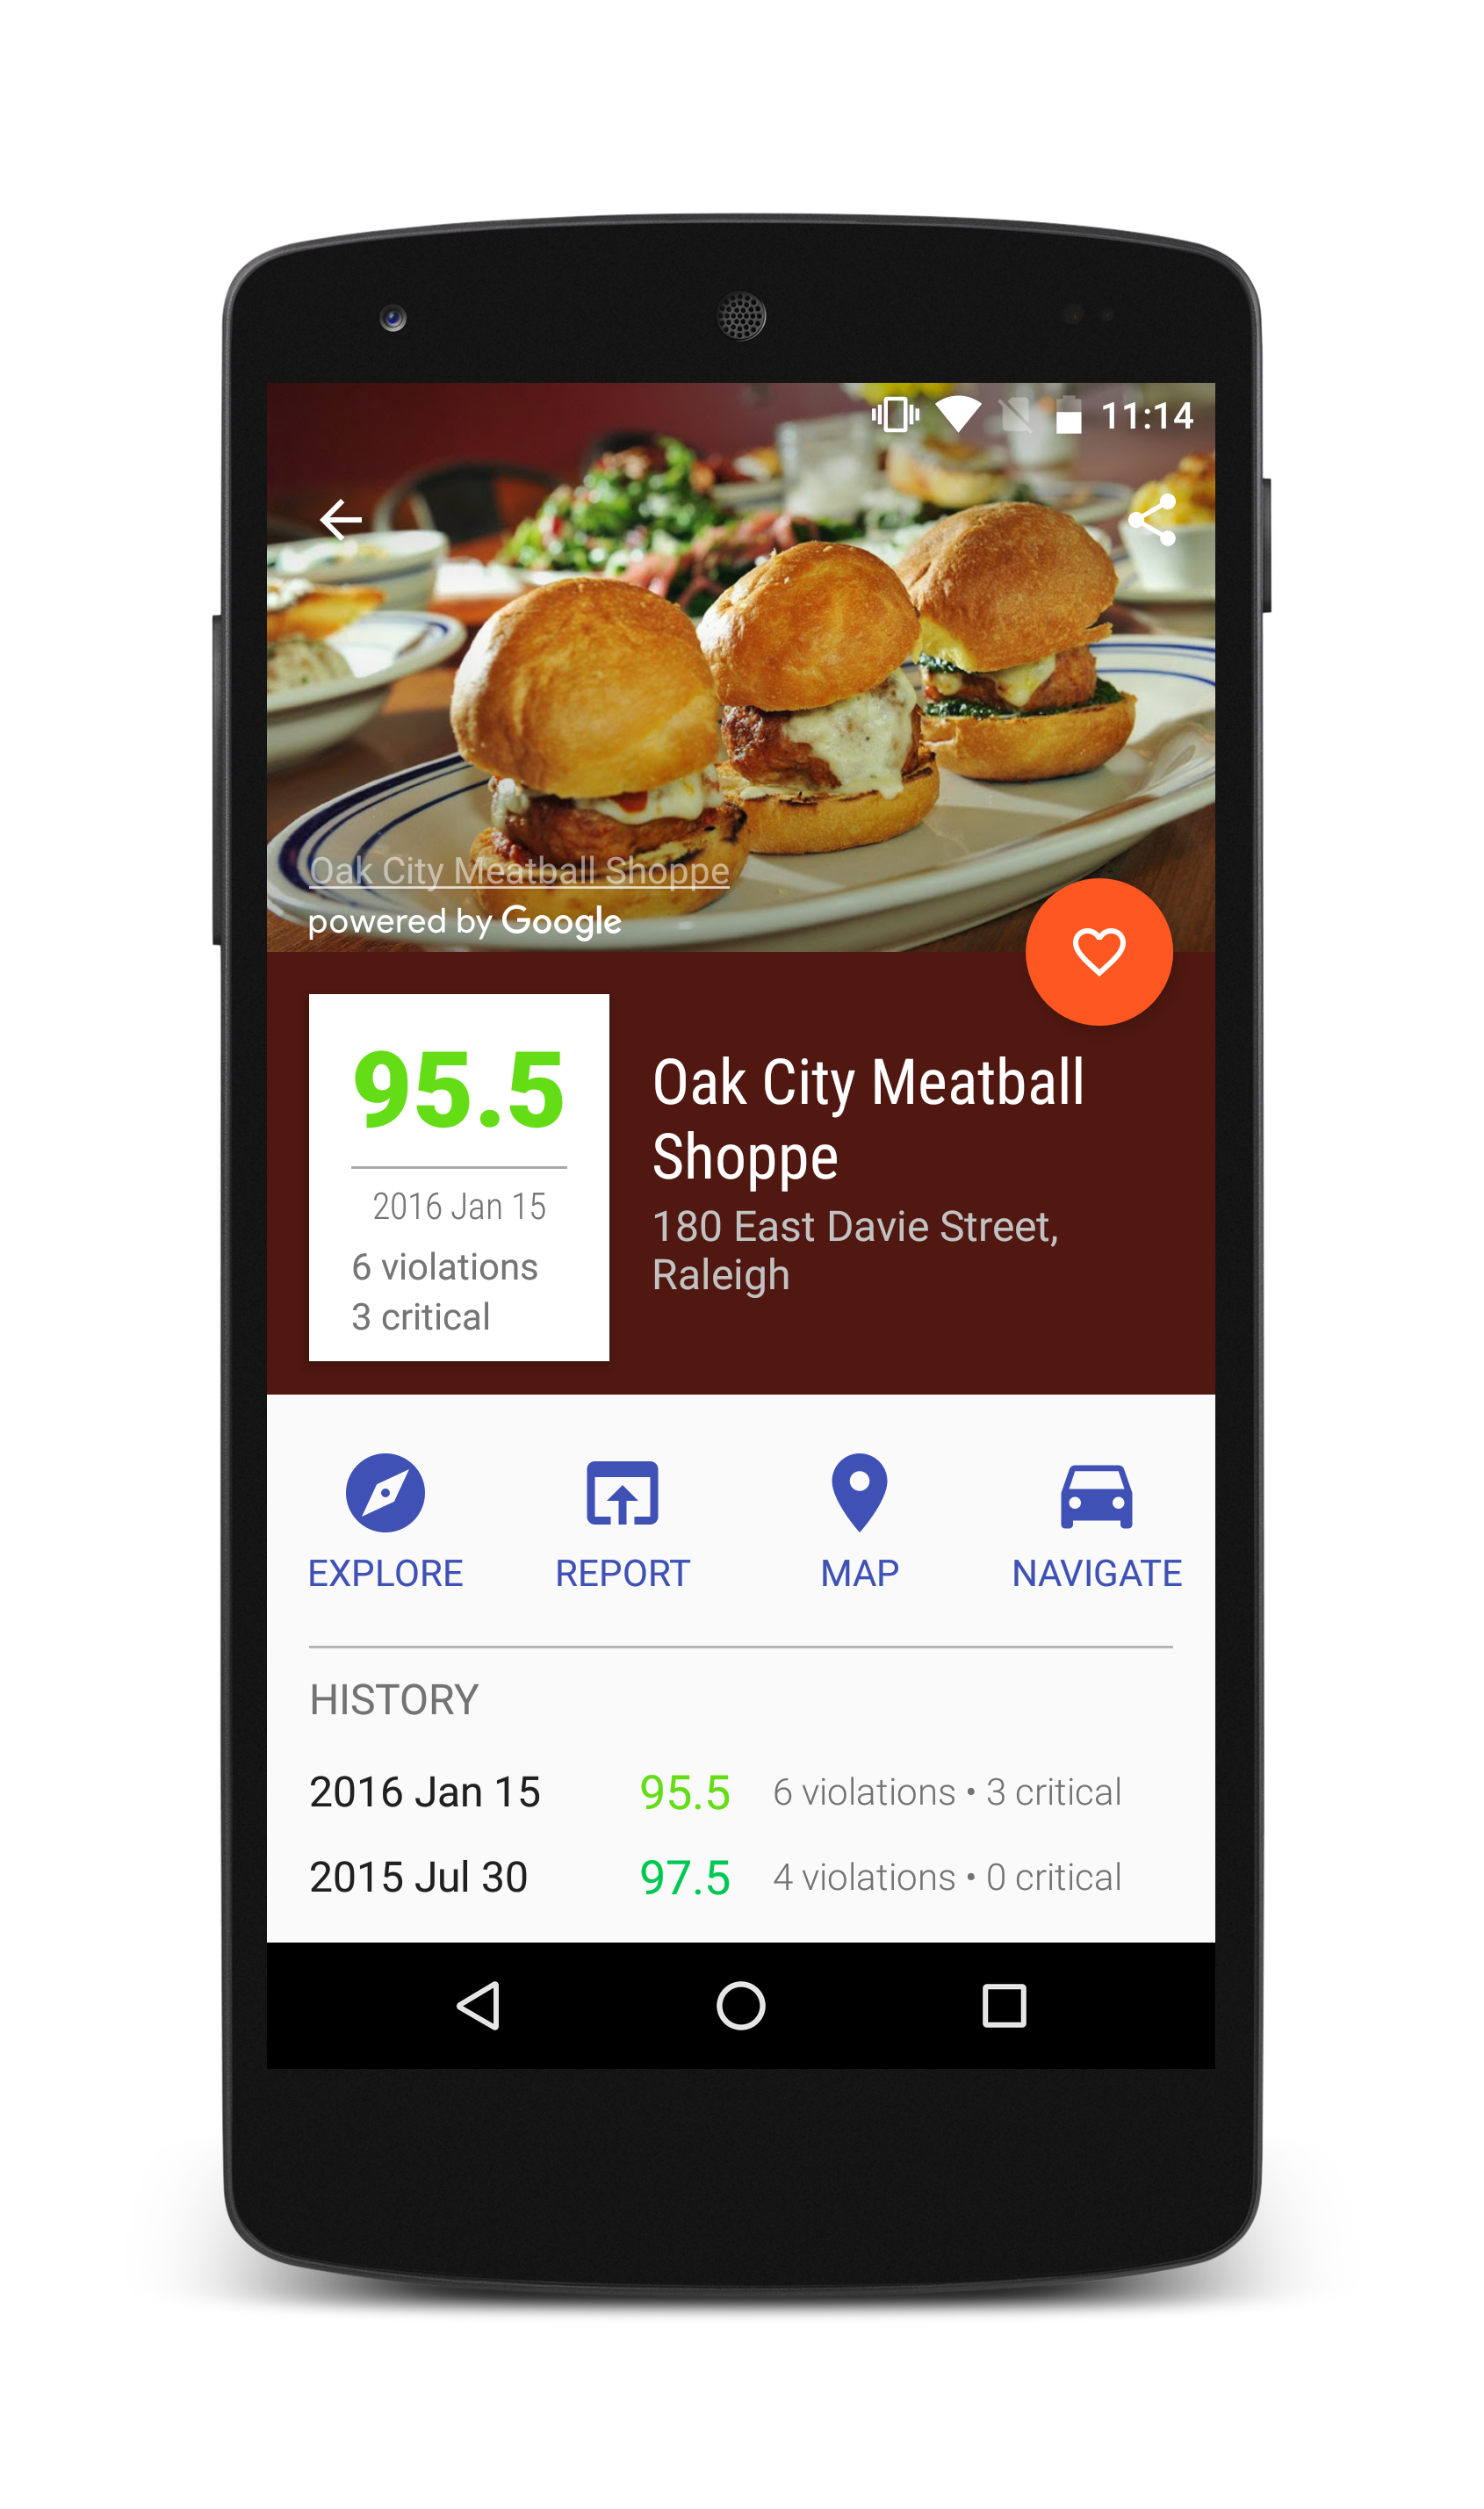 11:14
Oak City Meatball Shoppe
powered by Google
95.5
2016 Jan 15
6 violations
3 critical
Oak City Meatball
Shoppe
180 East Davie Street,
Raleigh
EXPLORE REPORT MAP NAVIGATE
HISTORY
2016 Jan 15 95.5 6 violations • 3 critical
2015 Jul 30 97.5 4 violations • 0 critical